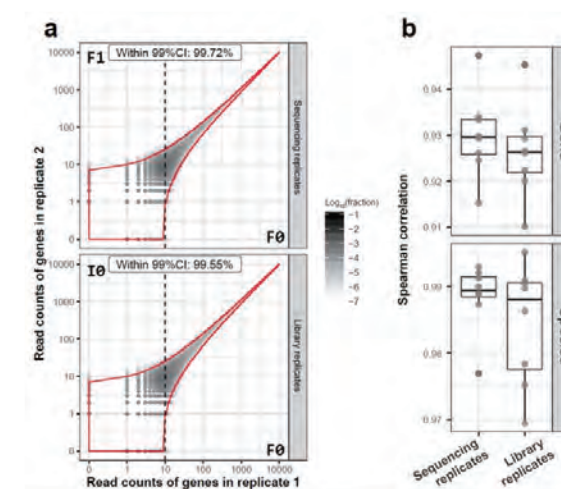 a
b
F1
Within 99%CI: 99.72%
10000
1000
100
10
1
0
F0
Sequencing replicates
Read counts of genes in replicate 2
I0
Within 99%CI: 99.55%
10000
1000
100
10
1
0
F0
Library replicates
0 1 10 100 1000 10000
Read counts of genes in replicate 1
Log10(fraction)
−1
−2
−3
−4
−5
−6
−7
Spearman correlation
0.94
0.93
0.92
0.91
0.99
0.98
0.97
Sequencing
replicates
Library
replicates